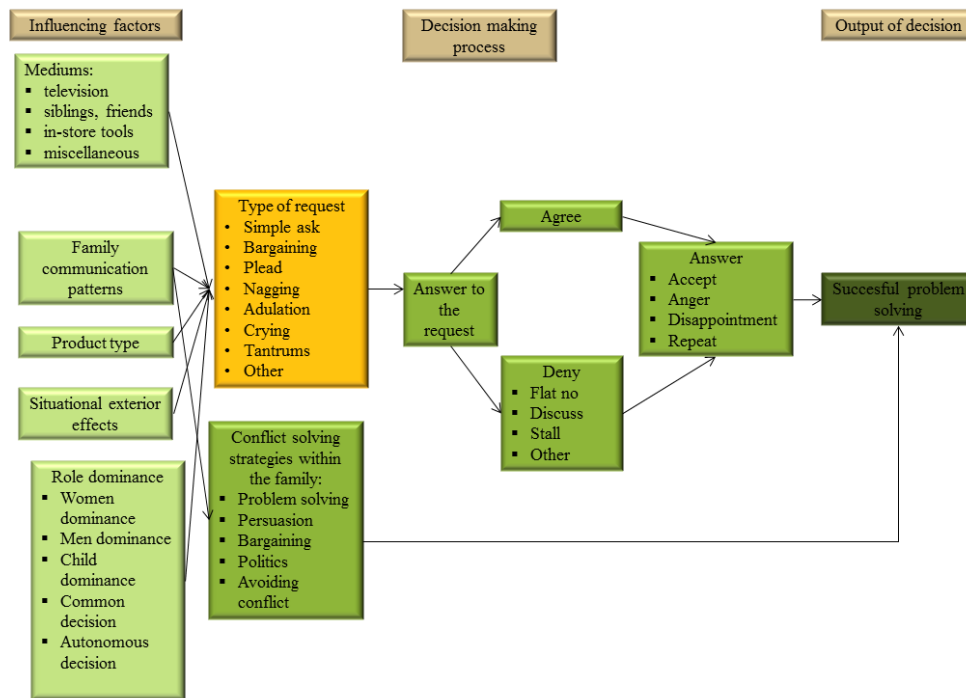 Influencing factors
Decision making
process
Output of decision
Mediums:
▪ television
▪ siblings, friends
▪ in-store tools
▪ miscellaneous
Family
communication
patterns
Product type
Situational exterior
effects
Role dominance
▪ Women
dominance
▪ Men dominance
▪ Child
dominance
▪ Common
decision
▪ Autonomous
decision
Type of request
• Simple ask
• Bargaining
• Plead
• Nagging
• Adulation
• Crying
• Tantrums
• Other
Conflict solving
strategies within
the family:
▪ Problem solving
▪ Persuasion
▪ Bargaining
▪ Politics
▪ Avoiding
conflict
Answer to
the
request
Agree
Deny
▪ Flat no
▪ Discuss
▪ Stall
▪ Other
Answer
▪ Accept
▪ Anger
▪ Disappointment
▪ Repeat
Succesful problem
solving